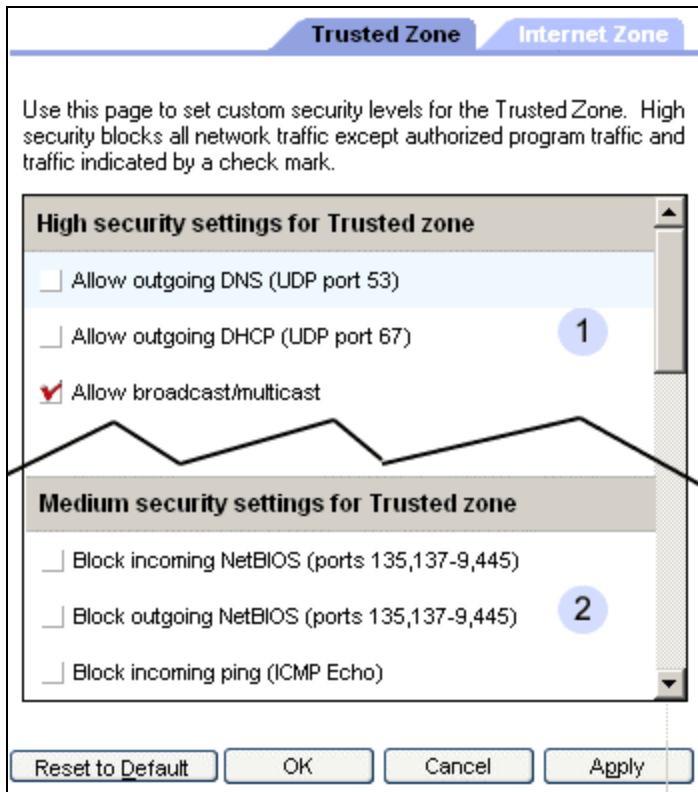 Trusted Zone
Internet Zone
Use this page to set custom security levels for the Trusted Zone. High
security blocks all network traffic except authorized program traffic and
traffic indicated by a check mark.
High security settings for Trusted zone
Allow outgoing DNS (UDP port 53)
Allow outgoing DHCP (UDP port 67)
1
Allow broadcast/multicast
Medium security settings for Trusted zone
Block incoming NetBIOS (ports 135,137-9,445)
Block outgoing NetBIOS (ports 135,137-9,445)
2
Block incoming ping (ICMP Echo)
Reset to Default
OK
Cancel
Apply